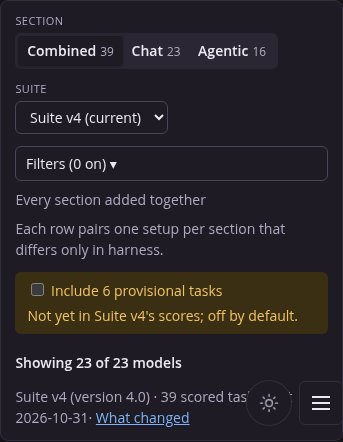 SECTION
Combined 39 Chat 23 Agentic 16
SUITE
Suite v4 (current)
Filters (0 on) ▾
Every section added together
Each row pairs one setup per section that
differs only in harness.
Include 6 provisional tasks
Not yet in Suite v4's scores; off by default.
Showing 23 of 23 models
Suite v4 (version 4.0) · 39 scored
2026-10-31· What changed